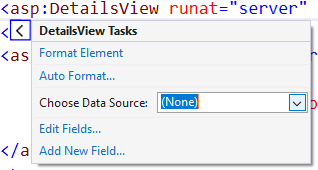 <asp:DetailsView runat="server"
DetailsView Tasks
Format Element
Auto Format...
Choose Data Source: (None)
Edit Fields...
Add New Field...
</a